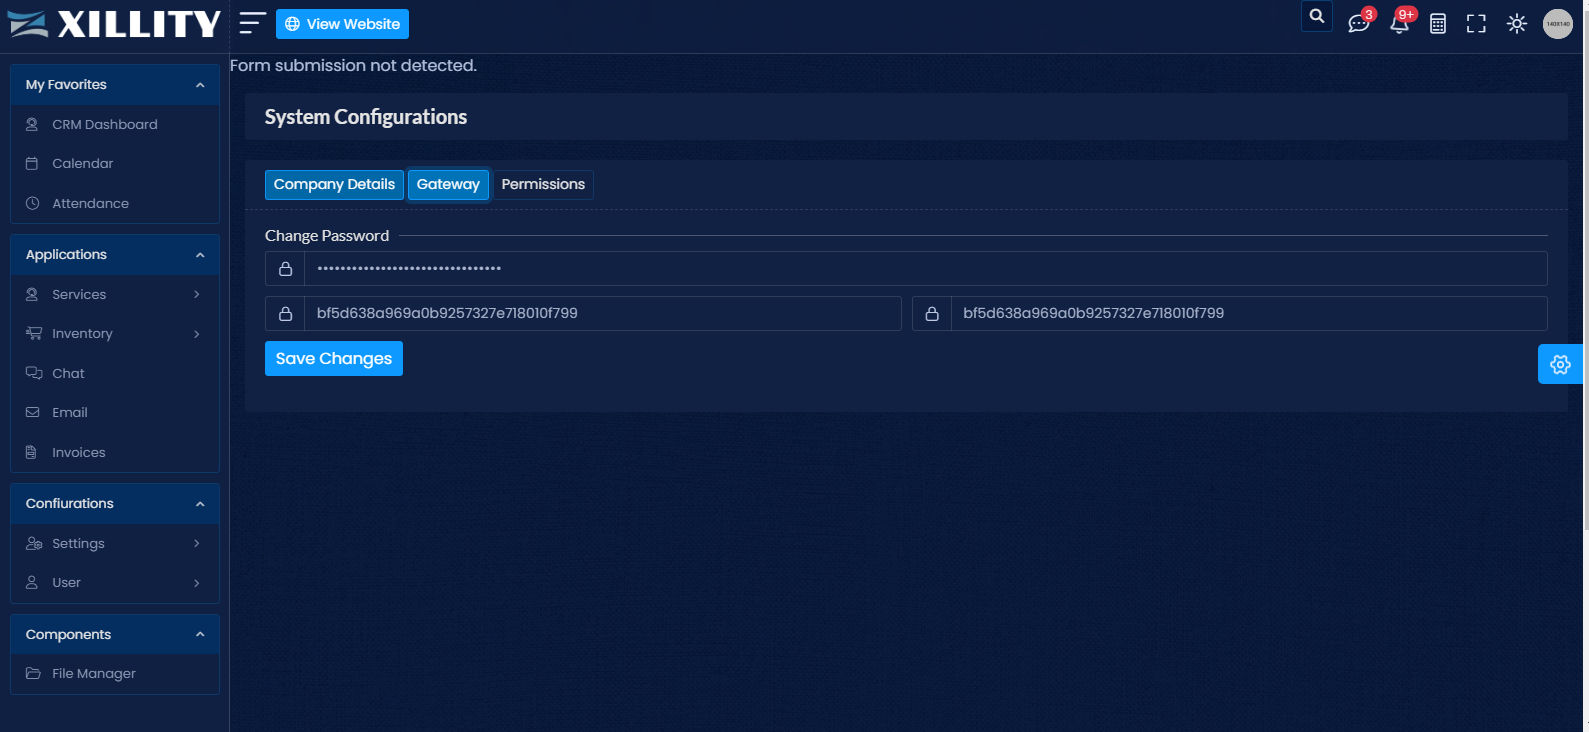 XILLITY
View Website
3
9+
140X140
My Favorites
CRM Dashboard
Calendar
Attendance
Applications
Services
Inventory
Chat
Email
Invoices
Confiurations
Settings
User
Components
File Manager
Form submission not detected.
System Configurations
Company Details Gateway Permissions
Change Password
••••••••••••••••••••••••••••••••
bf5d638a969a0b9257327e718010f799 bf5d638a969a0b9257327e718010f799
Save Changes